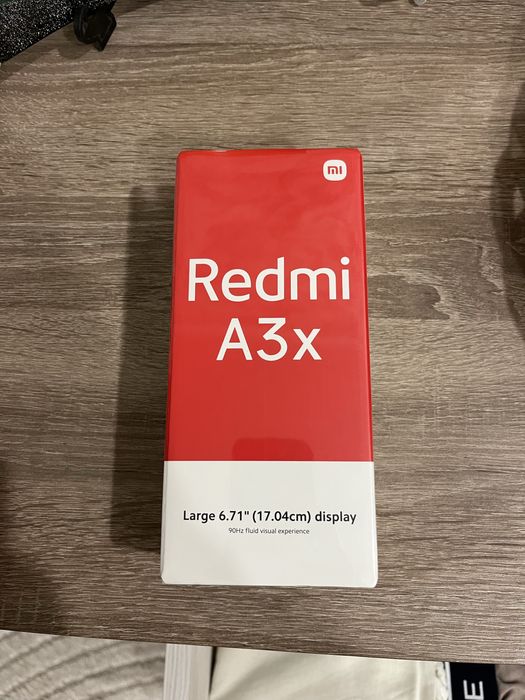 mi
Redmi
A3x
Large 6.71" (17.04cm) display
90Hz fluid visual experience
E